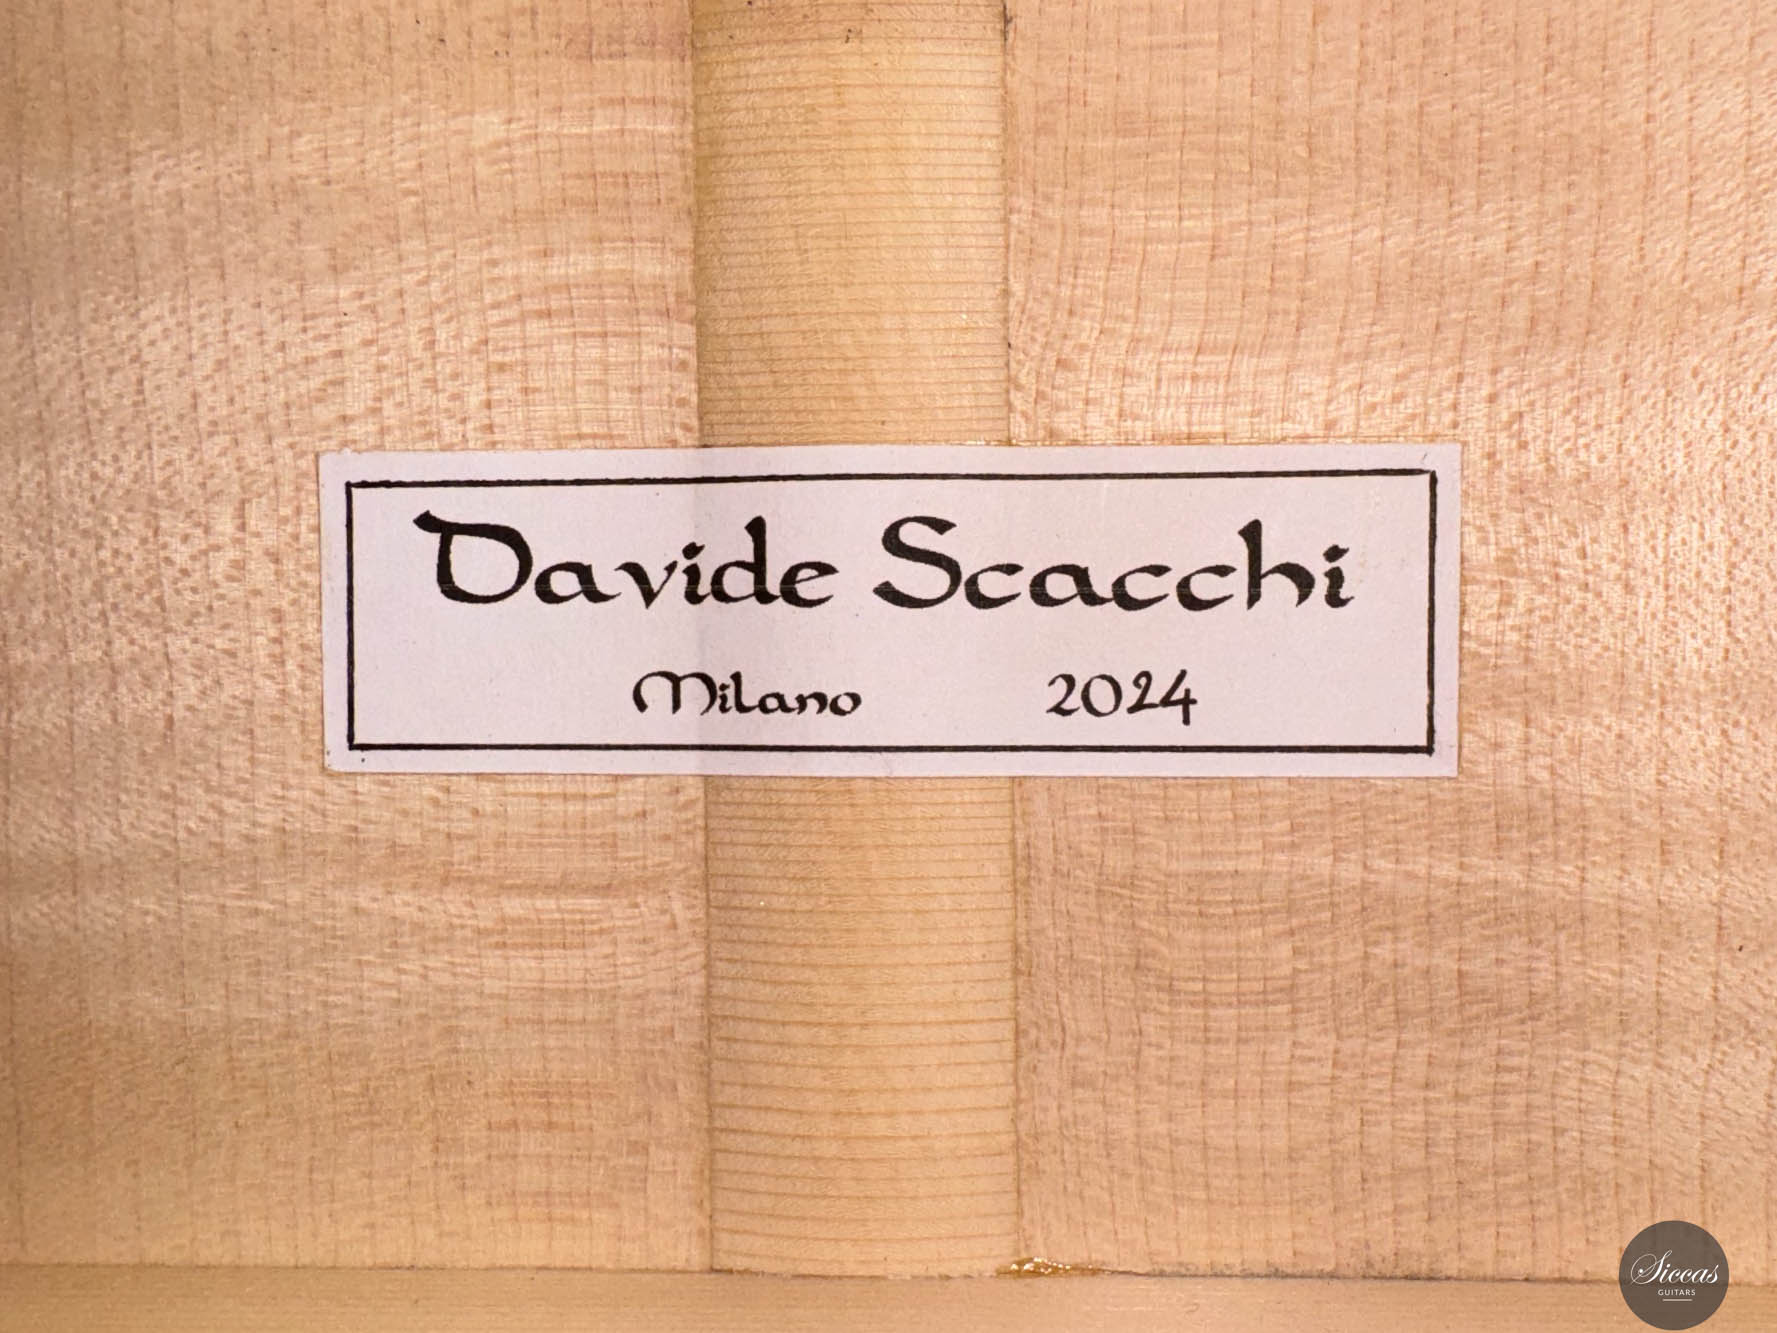 Davide Scacchi
Milano 2024
Siccas
GUITARS